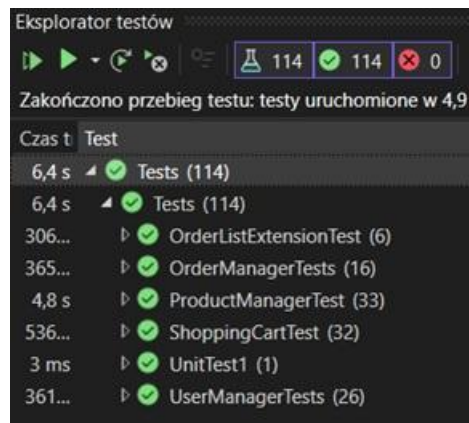 Eksplorator testów
114 114 0
Zakończono przebieg testu: testy uruchomione w 4,9
Czas t Test
6,4 s Tests (114)
6,4 s Tests (114)
306... OrderListExtensionTest (6)
365... OrderManagerTests (16)
4,8 s ProductManagerTest (33)
536... ShoppingCartTest (32)
3 ms UnitTest1 (1)
361... UserManagerTests (26)